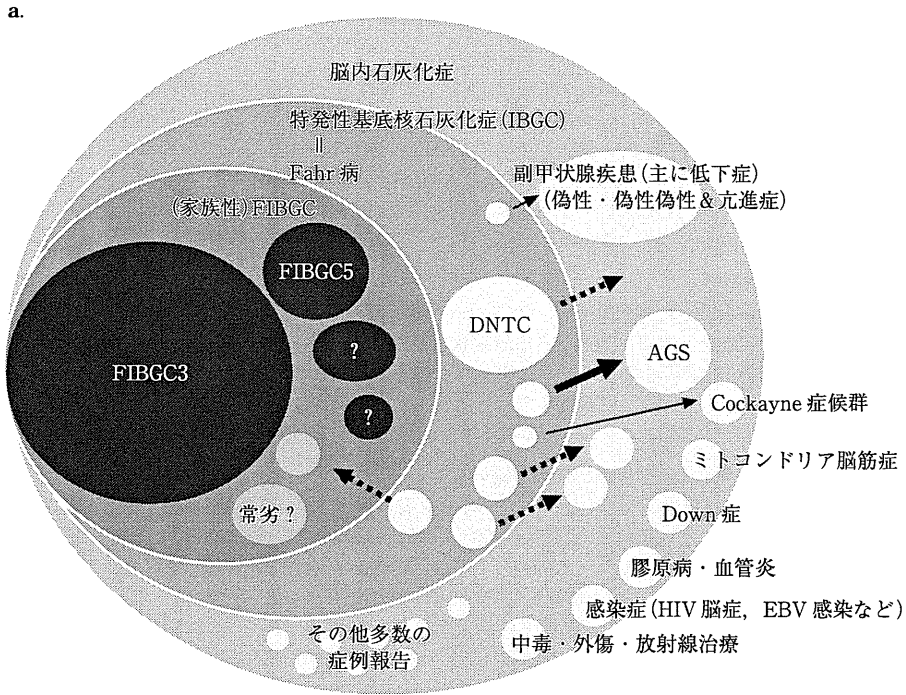 a.
脳内石灰化症
特発性基底核石灰化症(IBGC)
=
Fahr 病
(家族性)FIBGC
副甲状腺疾患(主に低下症)
(偽性・偽性偽性&亢進症)
FIBGC5
DNTC
?
AGS
FIBGC3
?
Cockayne 症候群
ミトコンドリア脳筋症
常劣?
Down 症
膠原病・血管炎
感染症(HIV 脳症, EBV 感染など)
その他多数の
症例報告
中毒・外傷・放射線治療